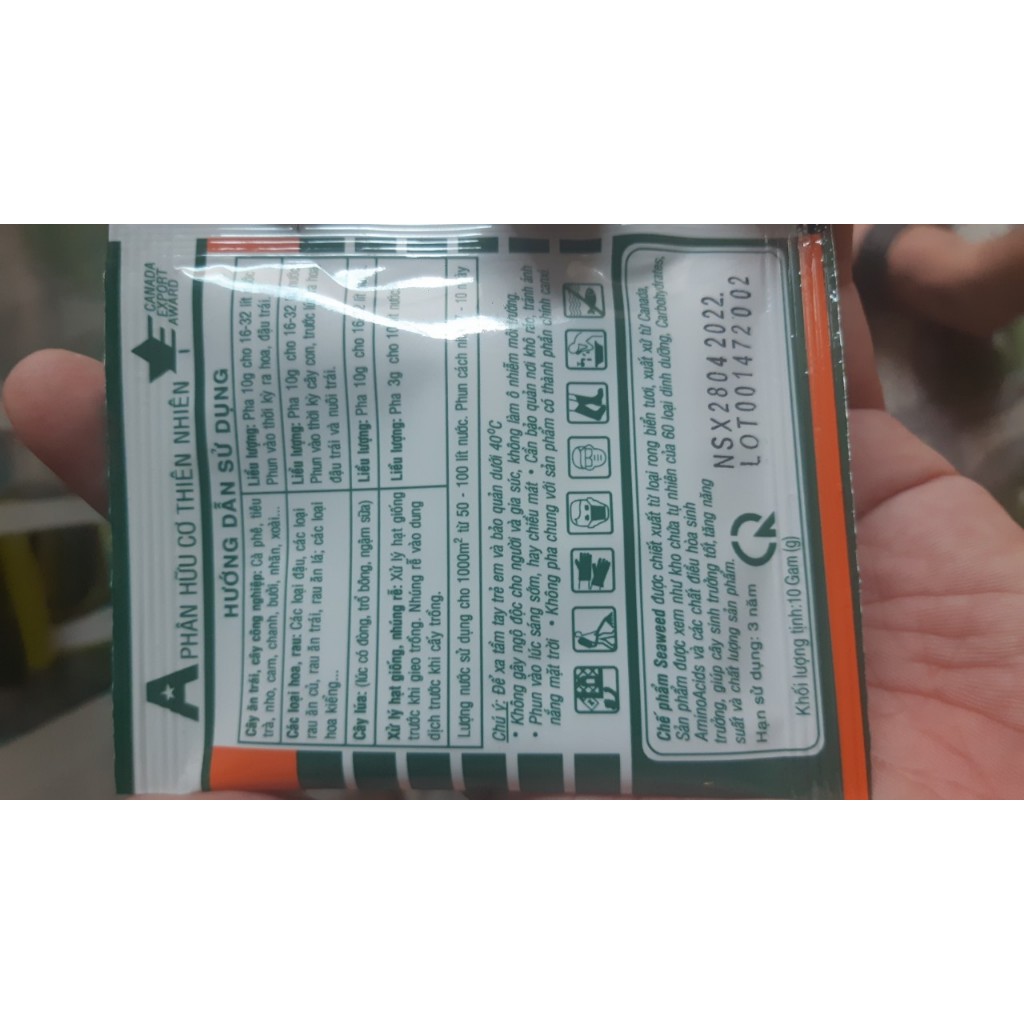 A
PHÂN HỮU CƠ THIÊN NHIÊN
CANADA
EXPORT
AWARD
HƯỚNG DẪN SỬ DỤNG
Cây ăn trái, cây công nghiệp: Cà phê, tiêu
trà, nho, cam, chanh, bưởi, nhãn, xoài...
Liều lượng: Pha 10g cho 16-32 lít
Phun vào thời kỳ ra hoa, đậu trái.
Các loại hoa, rau: Các loại đậu, các loại
rau ăn củ, rau ăn trái, rau ăn lá; các loại
hoa kiểng...
Liều lượng: Pha 10g cho 16-32
Phun vào thời kỳ cây con, trước khi ra hoa
đậu trái và nuôi trái.
Cây lúa: (lúc có đòng, trổ bông, ngậm sữa)
Liều lượng: Pha 10g cho 16-32 lít
Xử lý hạt giống, nhúng rễ: Xử lý hạt giống
trước khi gieo trồng. Nhúng rễ vào dung
dịch trước khi cấy trồng.
Liều lượng: Pha 3g cho 10 lít nước
Lượng nước sử dụng cho 1000m² từ 50 - 100 lít nước. Phun cách - 10 ngày
Chú ý: Để xa tầm tay trẻ em và bảo quản dưới 40°C
• Không gây ngộ độc cho người và gia súc, không làm ô nhiễm môi trường.
• Phun vào lúc sáng sớm, hay chiều mát • Cần bảo quản nơi khô ráo, tránh ánh
nắng mặt trời • Không pha chung với sản phẩm có thành phần chính canxi
Chế phẩm Seaweed được chiết xuất từ loại rong biển tươi, xuất xứ từ Canada,
Sản phẩm được xem như kho chứa tự nhiên của 60 loại dinh dưỡng, Carbohydrates,
AminoAcids và các chất điều hòa sinh
trưởng, giúp cây sinh trưởng tốt, tăng năng
suất và chất lượng sản phẩm.
Hạn sử dụng: 3 năm
NSX28042022.
LOT001472002
Khối lượng tịnh:10 Gam (g)